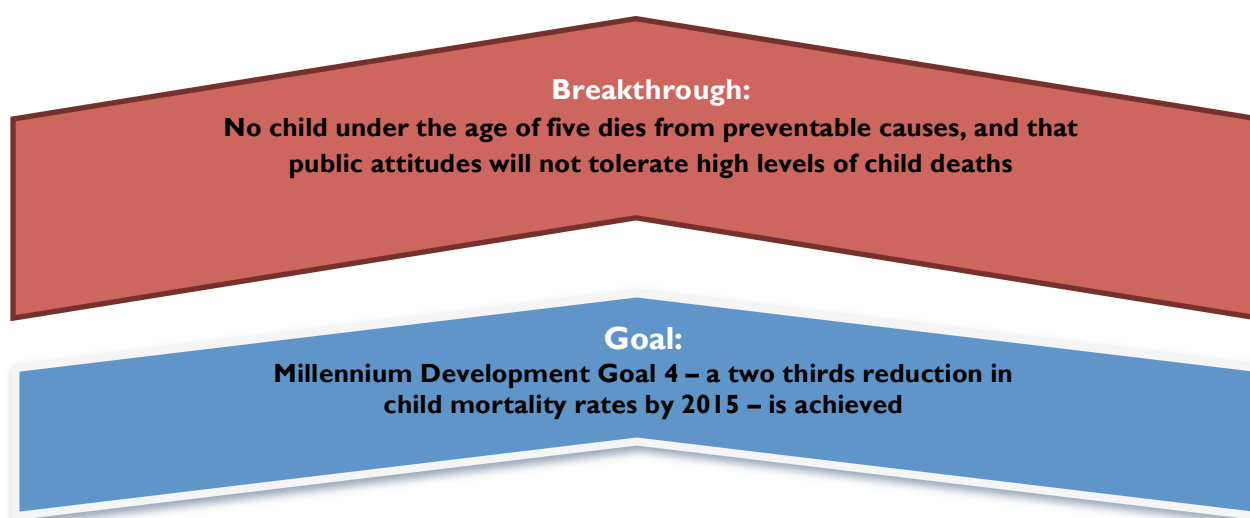 Breakthrough:
No child under the age of five dies from preventable causes, and that
public attitudes will not tolerate high levels of child deaths
Goal:
Millennium Development Goal 4 – a two thirds reduction in
child mortality rates by 2015 – is achieved